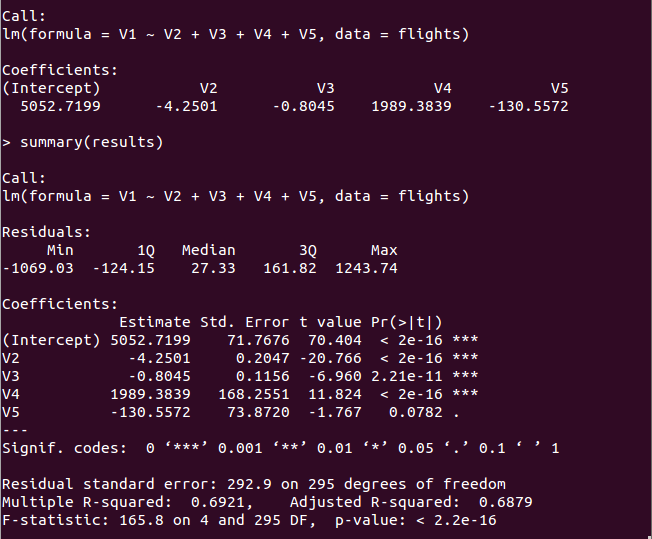 Call:
lm(formula = V1 ~ V2 + V3 + V4 + V5, data = flights)
Coefficients:
(Intercept)           V2           V3           V4           V5
  5052.7199      -4.2501      -0.8045    1989.3839    -130.5572
> summary(results)
Call:
lm(formula = V1 ~ V2 + V3 + V4 + V5, data = flights)
Residuals:
     Min       1Q   Median       3Q      Max
-1069.03  -124.15    27.33   161.82  1243.74
Coefficients:
             Estimate Std. Error t value Pr(>|t|)
(Intercept) 5052.7199    71.7676  70.404  < 2e-16 ***
V2            -4.2501     0.2047 -20.766  < 2e-16 ***
V3            -0.8045     0.1156  -6.960 2.21e-11 ***
V4          1989.3839   168.2551  11.824  < 2e-16 ***
V5          -130.5572    73.8720  -1.767   0.0782 .
---
Signif. codes:  0 ‘***’ 0.001 ‘**’ 0.01 ‘*’ 0.05 ‘.’ 0.1 ‘ ’ 1
Residual standard error: 292.9 on 295 degrees of freedom
Multiple R-squared:  0.6921,    Adjusted R-squared:  0.6879
F-statistic: 165.8 on 4 and 295 DF,  p-value: < 2.2e-16